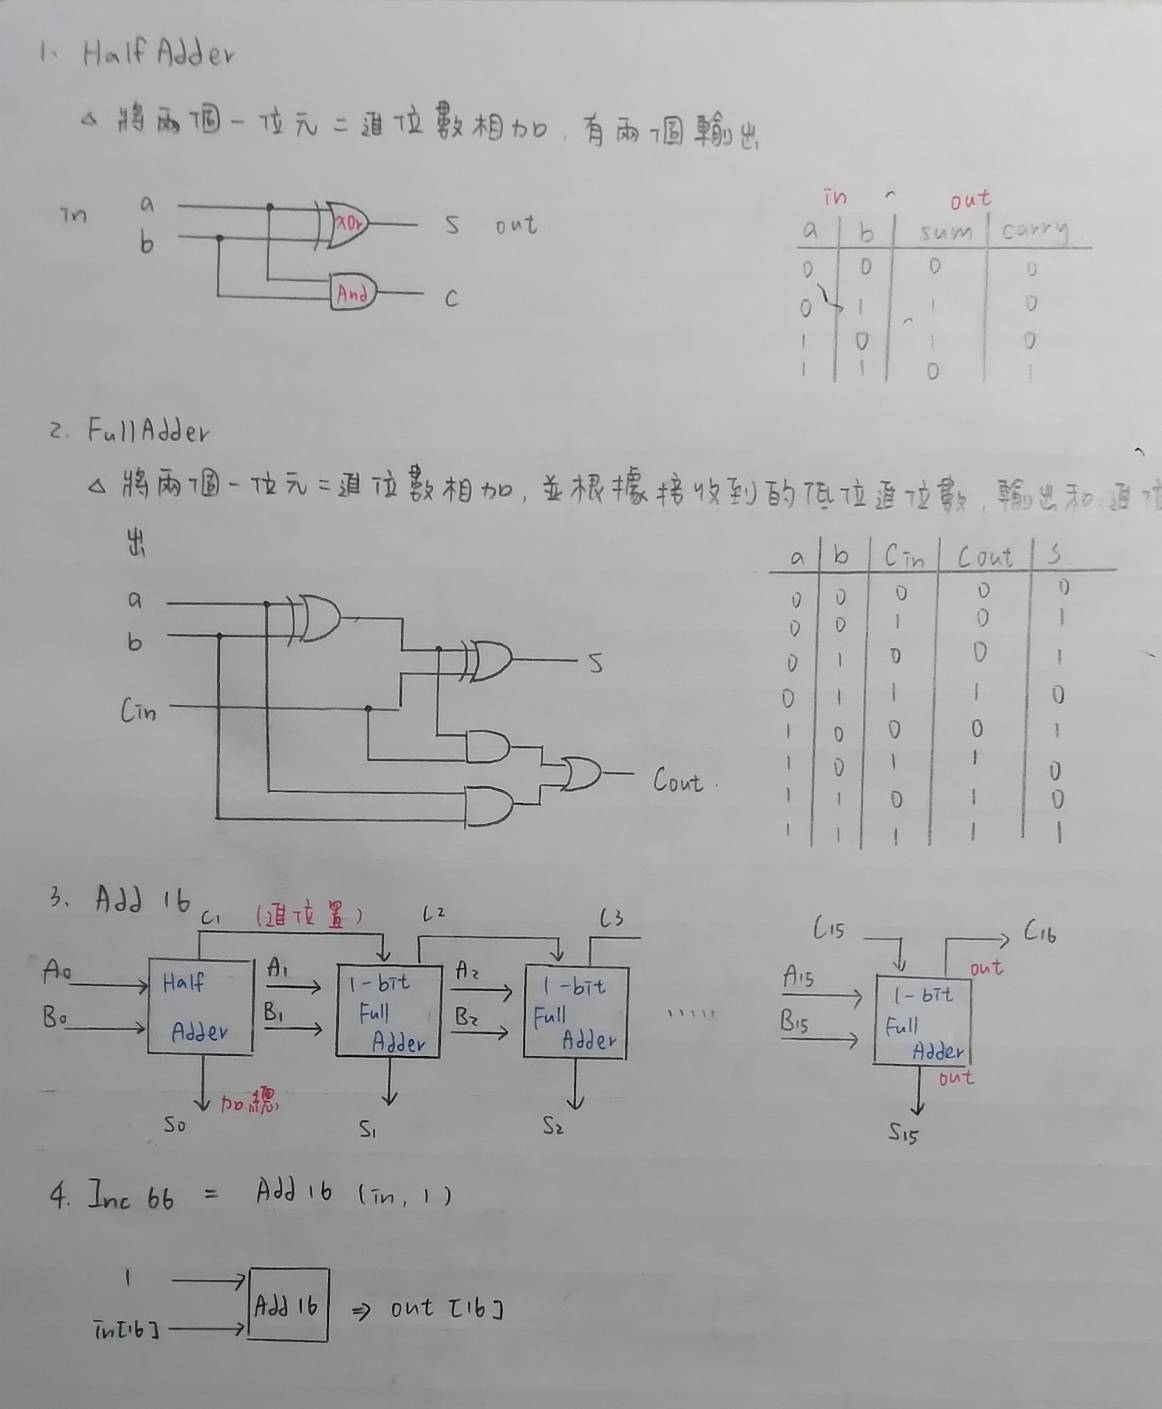 1. Half Adder
△ 將兩個一位元二進位數相加，有兩個輸出
in a
b
xOr
S out
And
C
in out
a b sum carry
0 0 0 0
0 1 1 0
1 0 1 0
1 1 0 1
2. Full Adder
△ 將兩個一位元二進位數相加，並根據接收到的低位進位數，輸出和進位
出
a
b
Cin
S
Cout
a b Cin Cout S
0 0 0 0 0
0 0 1 0 1
0 1 0 0 1
0 1 1 1 0
1 0 0 0 1
1 0 1 1 0
1 1 0 1 0
1 1 1 1 1
3. Add 16
C1 (進位置) C2 C3 C15 C16
A0 Half A1 1-bit A2 1-bit A15 1-bit out
B0 Adder B1 Full B2 Full ..... B15 Full
Adder Adder Adder
加總 out
S0 S1 S2 S15
4. Inc 66 = Add 16 (in, 1)
1
in[16]
Add 16 ⇒ out [16]